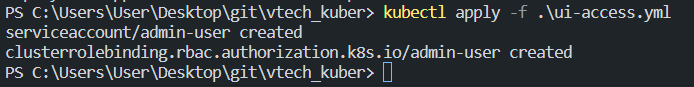 PS C:\Users\User\Desktop\git\vtech_kuber> kubectl apply -f .\ui-access.yml
serviceaccount/admin-user created
clusterrolebinding.rbac.authorization.k8s.io/admin-user created
PS C:\Users\User\Desktop\git\vtech_kuber>